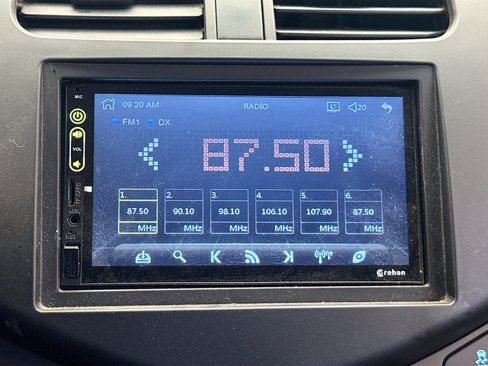 MIC
09:20 AM RADIO 20
FM1 DX
VOL
87.50
1. 2. 3. 4. 5. 6.
87.50 90.10 98.10 106.10 107.90 87.50
MHz MHz MHz MHz MHz MHz
rehan